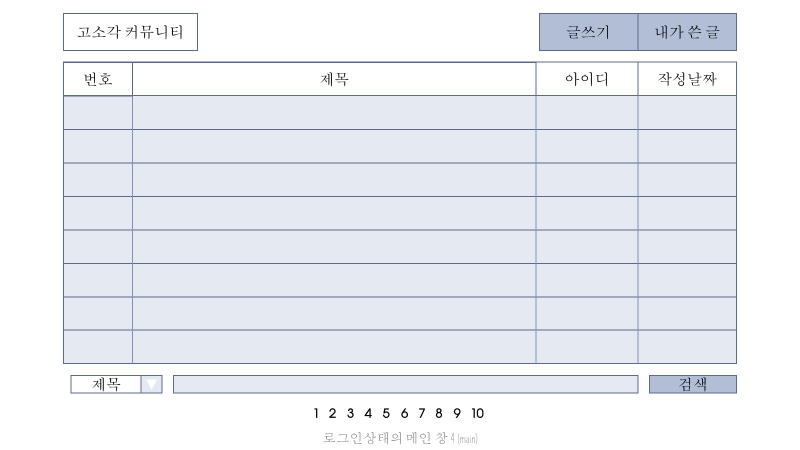 고소각 커뮤니티 글쓰기 내가 쓴 글
번호 제목 아이디 작성날짜
제목 검색
1 2 3 4 5 6 7 8 9 10
로그인상태의 메인 창 4 (main)